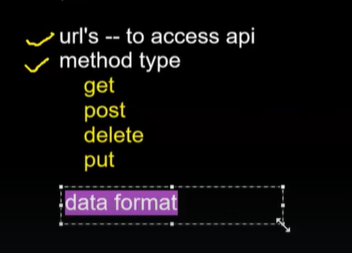 url's -- to access api
method type
get
post
delete
put
data format